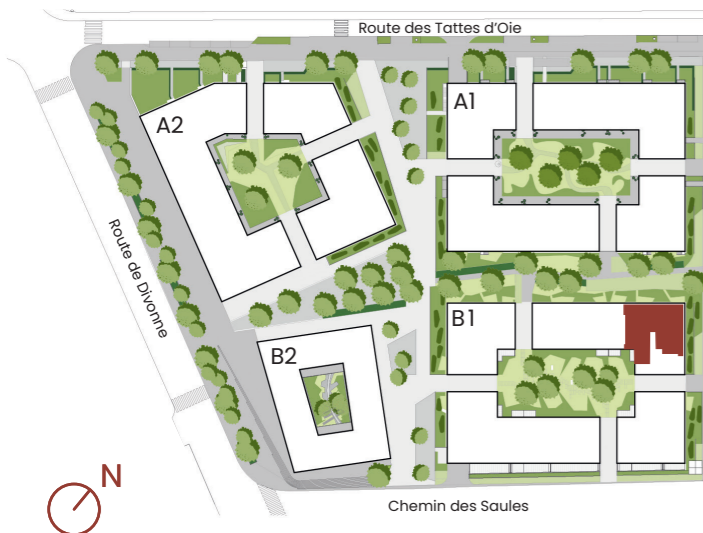 Route des Tattes d'Oie
A2
A1
Route de Divonne
B1
B2
N
Chemin des Saules